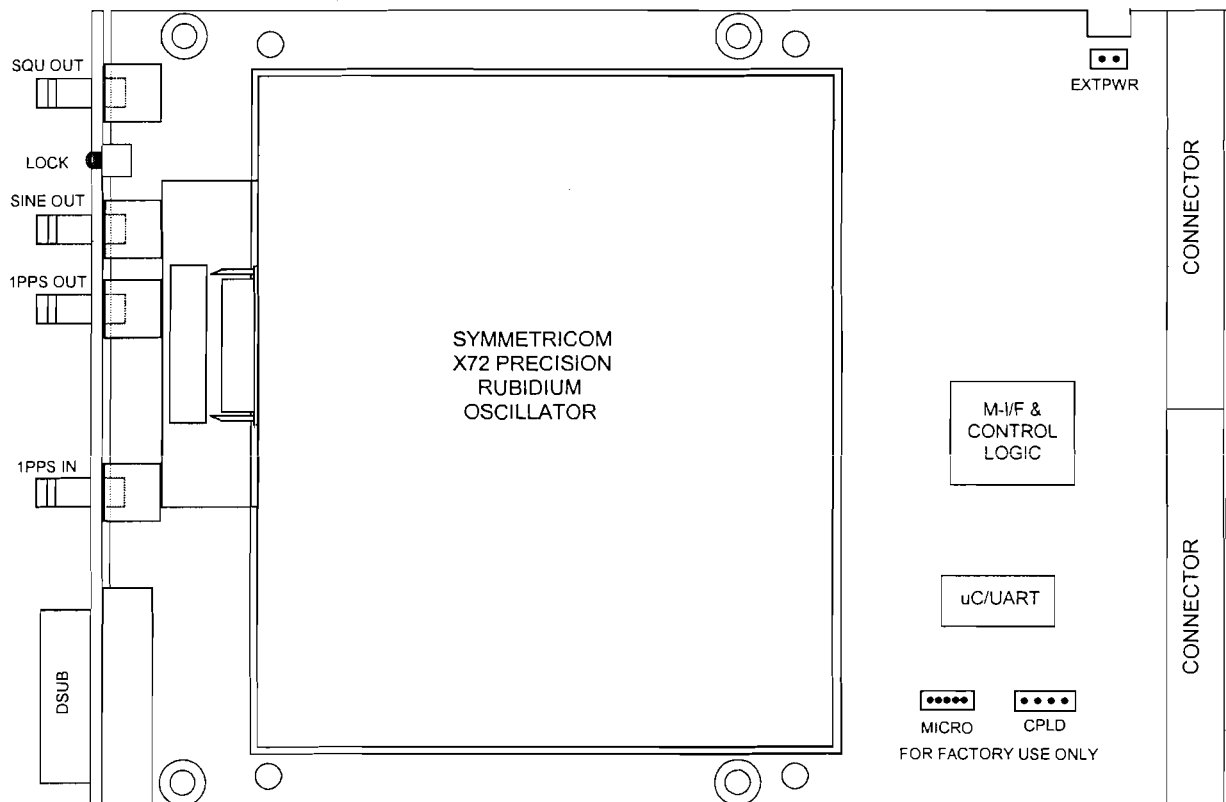 SQU OUT
LOCK
SINE OUT
1PPS OUT
1PPS IN
DSUB
SYMMETRICOM
X72 PRECISION
RUBIDIUM
OSCILLATOR
EXTPWR
CONNECTOR
M-I/F &
CONTROL
LOGIC
uC/UART
CONNECTOR
MICRO
CPLD
FOR FACTORY USE ONLY